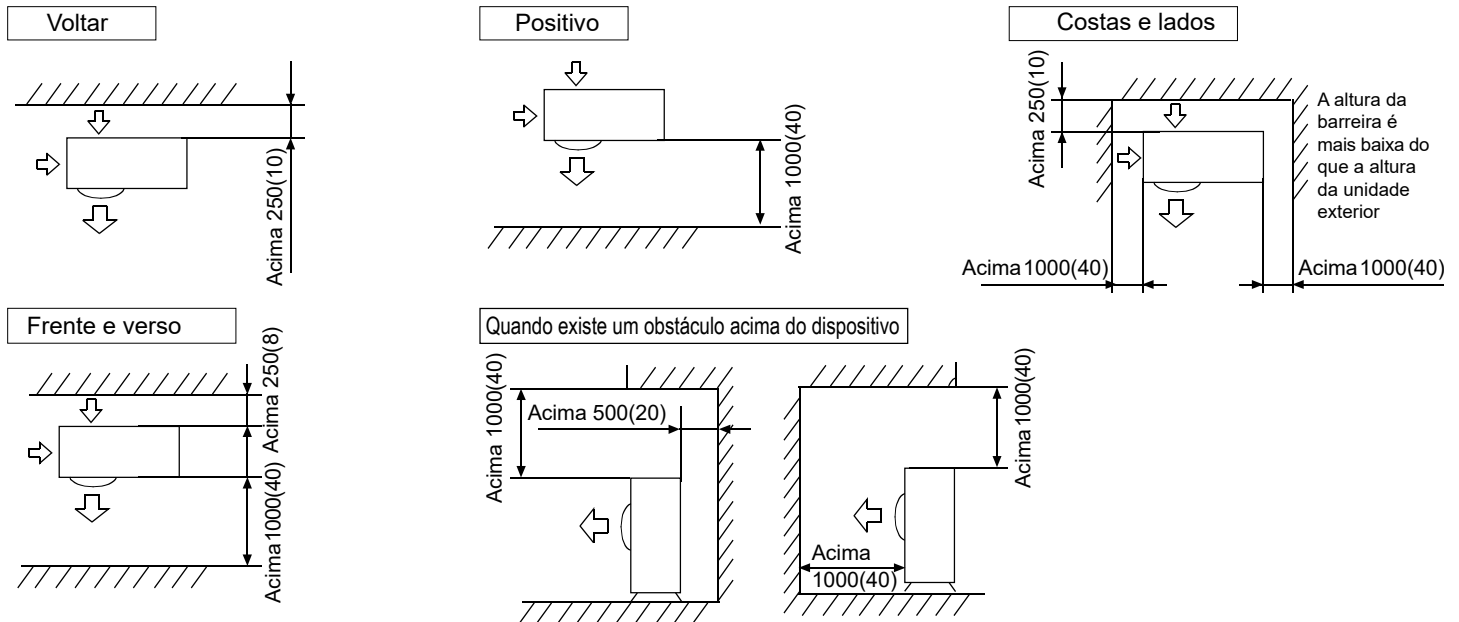 Voltar
Acima 250(10)
Positivo
Acima 1000(40)
Costas e lados
Acima 250(10)
A altura da
barreira é
mais baixa do
que a altura
da unidade
exterior
Acima 1000(40)
Acima 1000(40)
Frente e verso
Acima 250(8)
Acima 1000(40)
Quando existe um obstáculo acima do dispositivo
Acima 1000(40)
Acima 500(20)
Acima
1000(40)
Acima 1000(40)